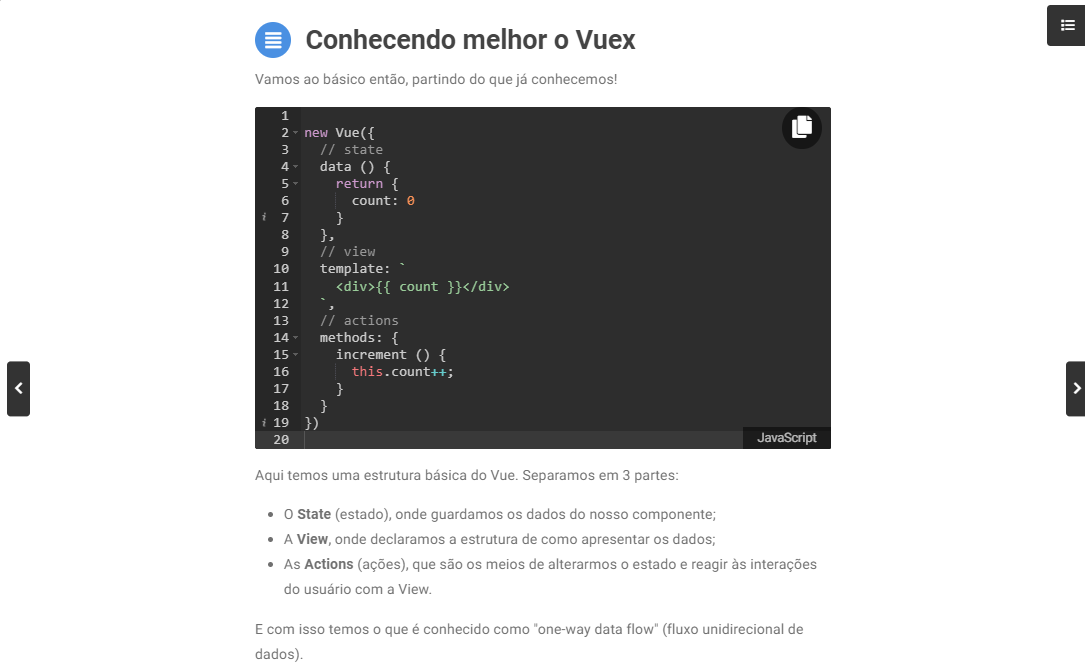 Conhecendo melhor o Vuex
Vamos ao básico então, partindo do que já conhecemos!
1
2 new Vue({
3   // state
4   data () {
5     return {
6       count: 0
i 7     }
8   },
9   // view
10   template: `
11     <div>{{ count }}</div>
12   `,
13   // actions
14   methods: {
15     increment () {
16       this.count++;
17     }
18   }
i 19 })
20
JavaScript
Aqui temos uma estrutura básica do Vue. Separamos em 3 partes:
• O State (estado), onde guardamos os dados do nosso componente;
• A View, onde declaramos a estrutura de como apresentar os dados;
• As Actions (ações), que são os meios de alterarmos o estado e reagir às interações
do usuário com a View.
E com isso temos o que é conhecido como "one-way data flow" (fluxo unidirecional de
dados).